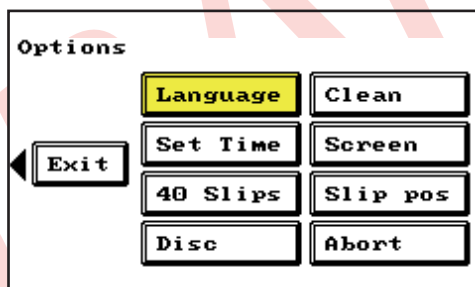 Options
Language Clean
Set Time Screen
Exit
40 Slips Slip pos
Disc Abort